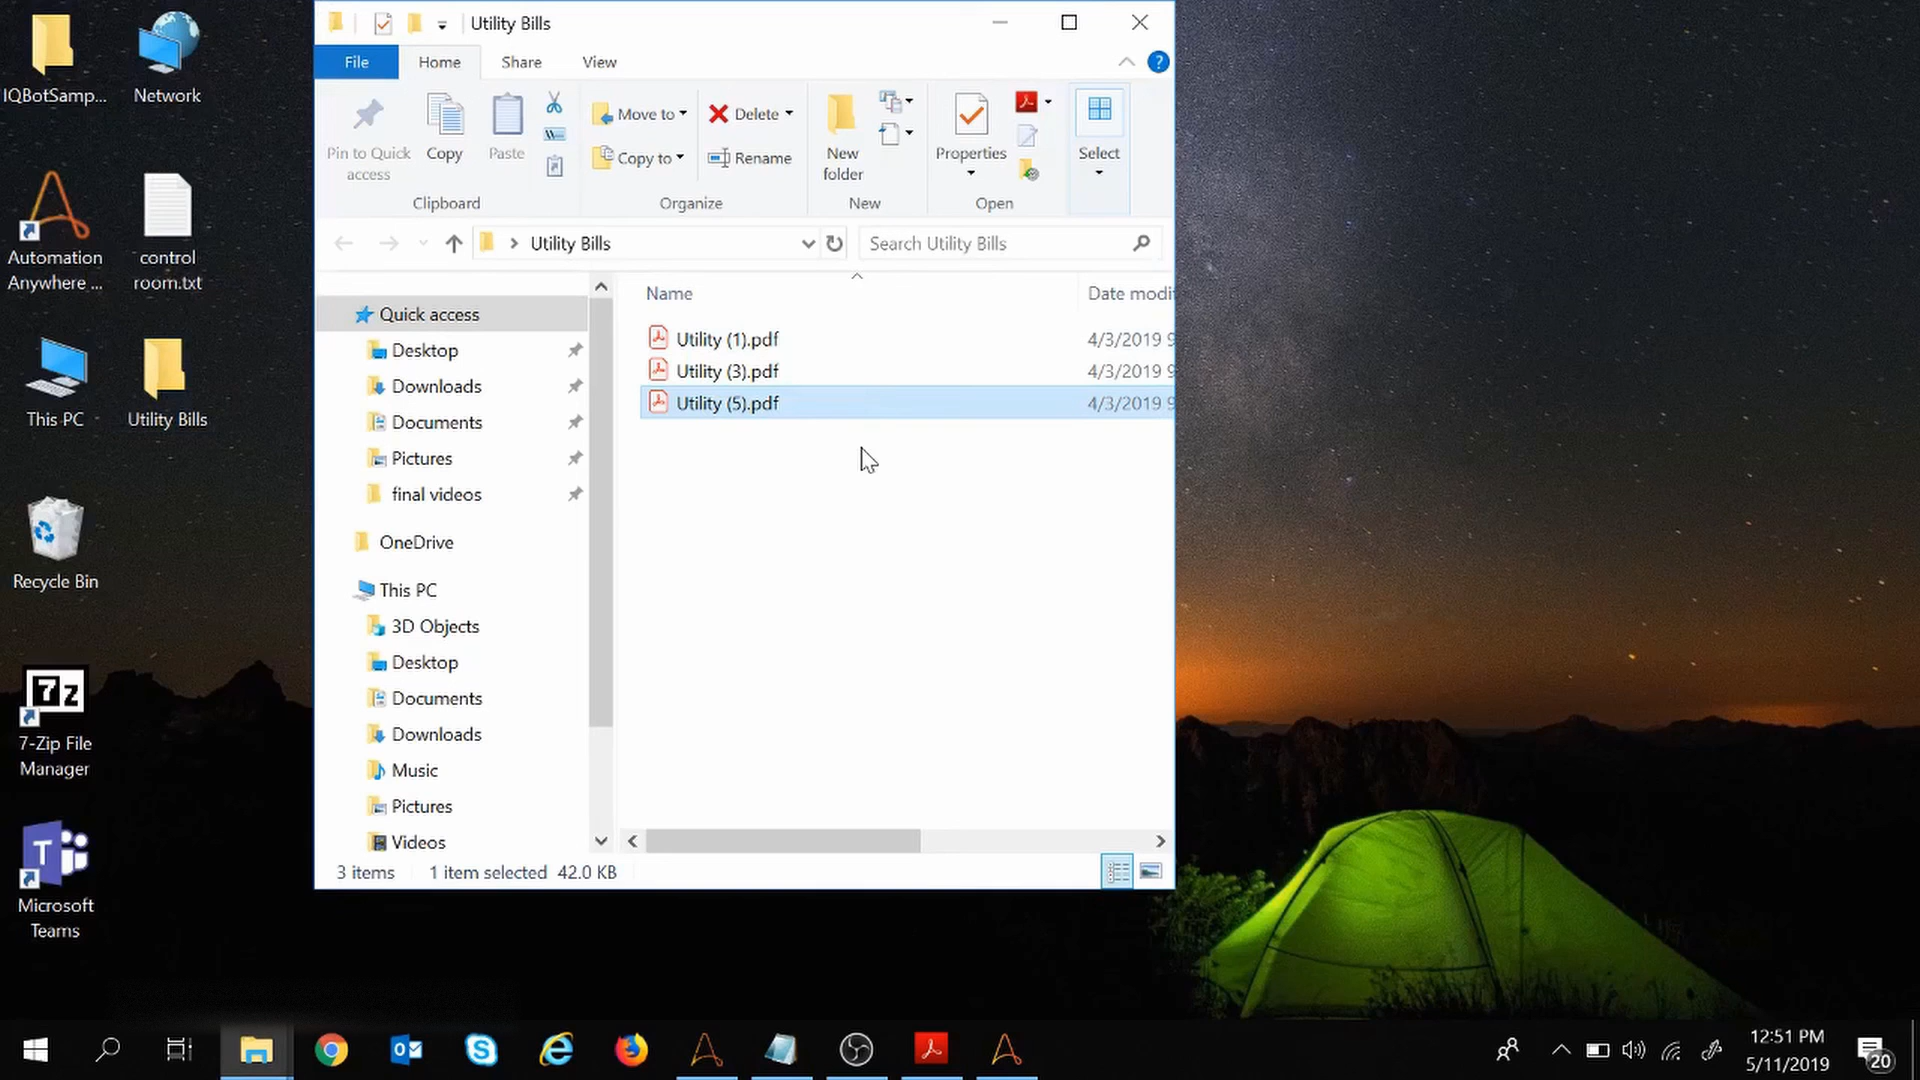 IQBotSamp...
Network
Automation
Anywhere ...
control
room.txt
This PC
Utility Bills
Recycle Bin
7z
7-Zip File
Manager
T
Microsoft
Teams
Utility Bills
File
Home
Share
View
?
Pin to Quick
access
Copy
Paste
W
Move to
Copy to
Delete
Rename
New
folder
Properties
Select
Clipboard
Organize
New
Open
Utility Bills
Search Utility Bills
Quick access
Desktop
Downloads
Documents
Pictures
final videos
OneDrive
This PC
3D Objects
Desktop
Documents
Downloads
Music
Pictures
Videos
Name
Date modif
Utility (1).pdf
4/3/2019 9
Utility (3).pdf
4/3/2019 9
Utility (5).pdf
4/3/2019 9
3 items
1 item selected
42.0 KB
12:51 PM
5/11/2019
20